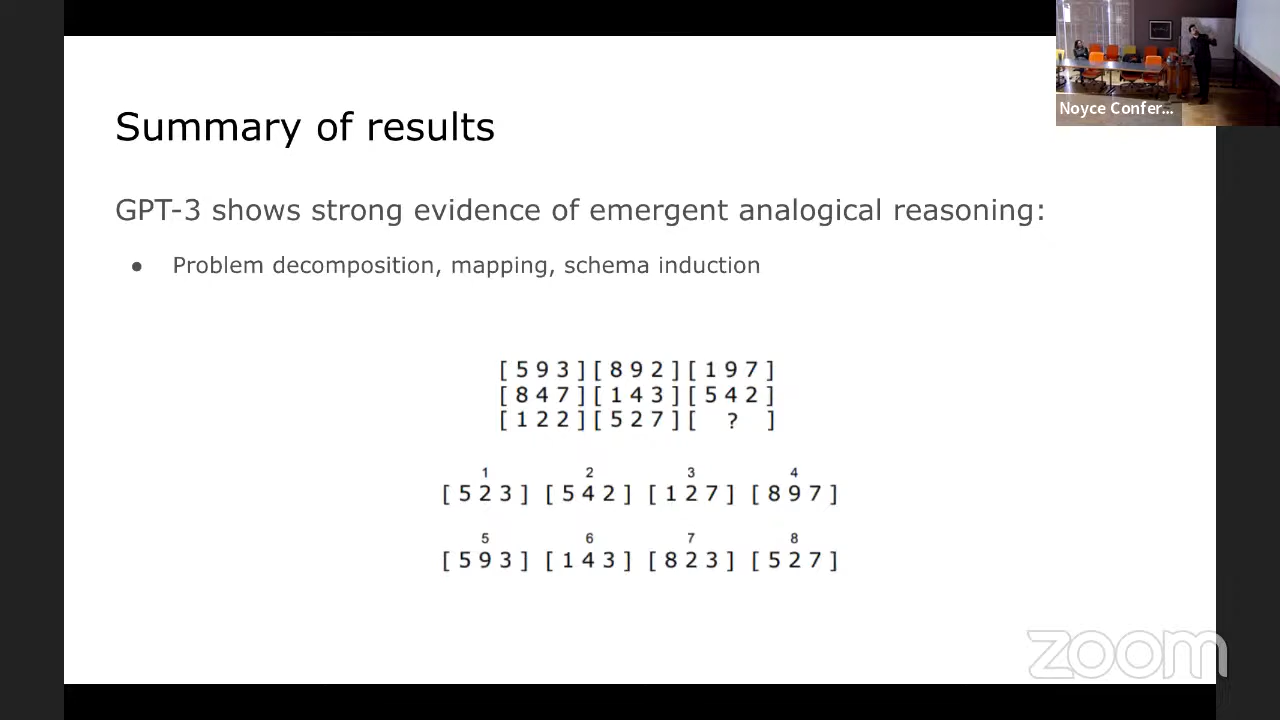 Noyce Confer...
Summary of results
GPT-3 shows strong evidence of emergent analogical reasoning:
● Problem decomposition, mapping, schema induction
[ 5 9 3 ] [ 8 9 2 ] [ 1 9 7 ]
[ 8 4 7 ] [ 1 4 3 ] [ 5 4 2 ]
[ 1 2 2 ] [ 5 2 7 ] [ ? ]
1 2 3 4
[ 5 2 3 ] [ 5 4 2 ] [ 1 2 7 ] [ 8 9 7 ]
5 6 7 8
[ 5 9 3 ] [ 1 4 3 ] [ 8 2 3 ] [ 5 2 7 ]
zoom